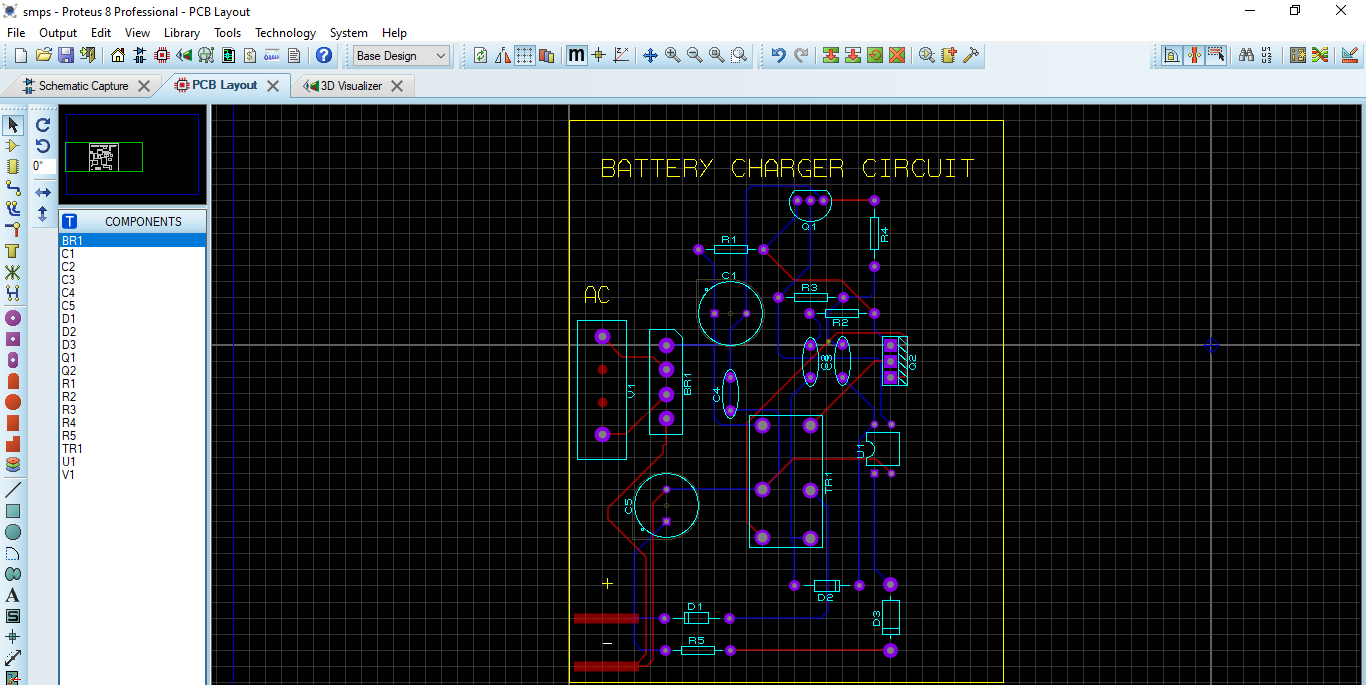 smps - Proteus 8 Professional - PCB Layout
File Output Edit View Library Tools Technology System Help
Base Design
Schematic Capture PCB Layout 3D Visualizer
0°
COMPONENTS
BR1
C1
C2
C3
C4
C5
D1
D2
D3
Q1
Q2
R1
R2
R3
R4
R5
TR1
U1
V1
BATTERY CHARGER CIRCUIT
Q1
R4
R1
C1
R3
AC
R2
Q2
V1
BR1
C4
U1
TR1
C5
+
D2
D1
D3
-
R5